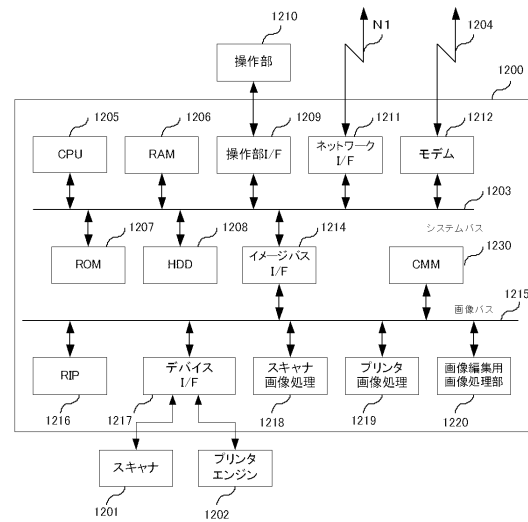 1210
操作部
N1
1204
1200
1205
1206
1209
1211
1212
CPU
RAM
操作部I/F
ネットワーク
I/F
モデム
1203
システムバス
1207
1208
1214
1230
ROM
HDD
イメージバス
I/F
CMM
1215
画像バス
RIP
デバイス
I/F
スキャナ
画像処理
プリンタ
画像処理
画像編集用
画像処理部
1216
1217
1218
1219
1220
スキャナ
プリンタ
エンジン
1201
1202